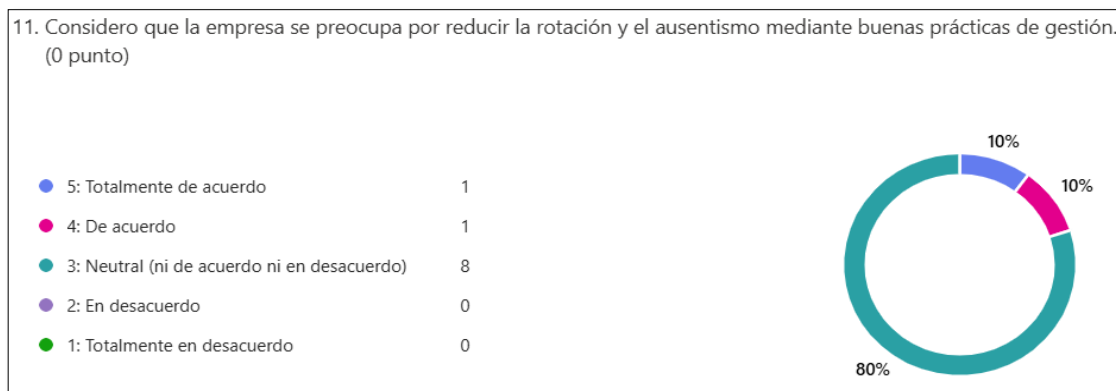 11. Considero que la empresa se preocupa por reducir la rotación y el ausentismo mediante buenas prácticas de gestión.
(0 punto)
5: Totalmente de acuerdo 1
4: De acuerdo 1
3: Neutral (ni de acuerdo ni en desacuerdo) 8
2: En desacuerdo 0
1: Totalmente en desacuerdo 0
10%
10%
80%